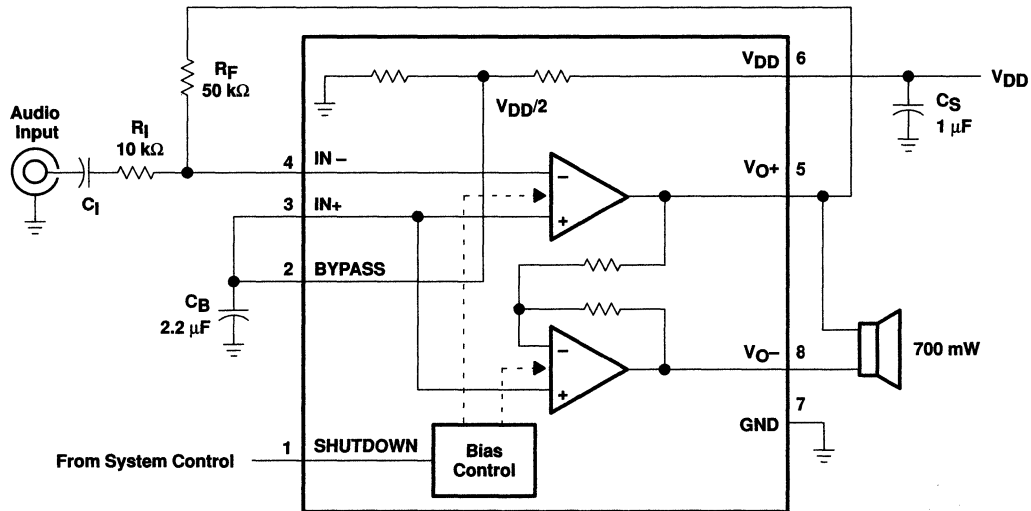 VDD 6
RF
50 kΩ
VDD/2
VDD
CS
1 µF
Audio
Input
RI
10 kΩ
CI
4 IN –
–
+
VO+ 5
3 IN+
2 BYPASS
CB
2.2 µF
–
+
VO– 8
700 mW
7
GND
1 SHUTDOWN
From System Control
Bias
Control